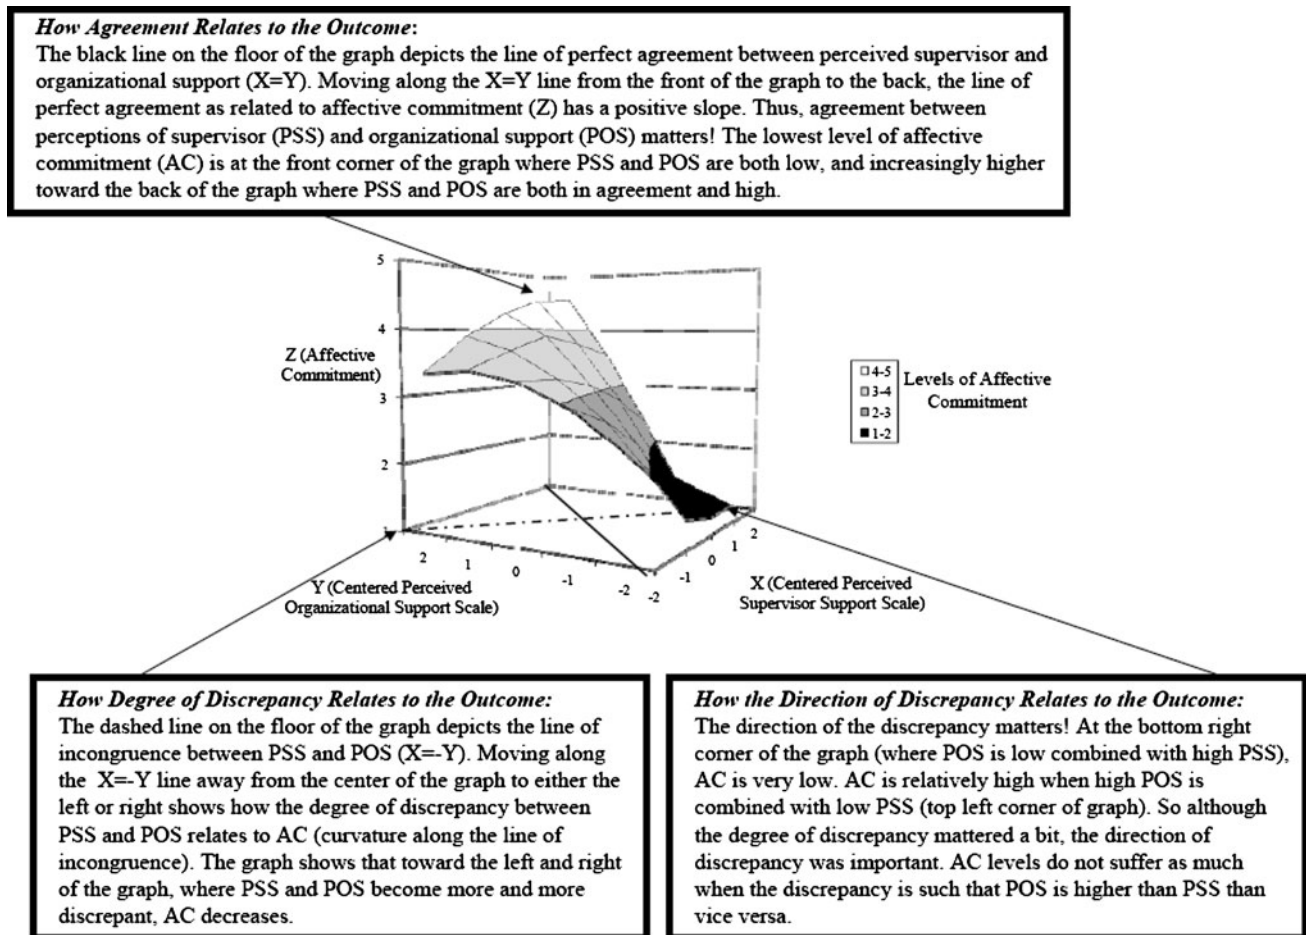 How Agreement Relates to the Outcome:
The black line on the floor of the graph depicts the line of perfect agreement between perceived supervisor and
organizational support (X=Y). Moving along the X=Y line from the front of the graph to the back, the line of
perfect agreement as related to affective commitment (Z) has a positive slope. Thus, agreement between
perceptions of supervisor (PSS) and organizational support (POS) matters! The lowest level of affective
commitment (AC) is at the front corner of the graph where PSS and POS are both low, and increasingly higher
toward the back of the graph where PSS and POS are both in agreement and high.
5
4
Z (Affective
Commitment)
3
2
1
4-5
3-4
2-3
1-2
Levels of Affective
Commitment
2
1
0
-1
-2
-2
-1
0
1
2
Y (Centered Perceived
Organizational Support Scale)
X (Centered Perceived
Supervisor Support Scale)
How Degree of Discrepancy Relates to the Outcome:
The dashed line on the floor of the graph depicts the line of
incongruence between PSS and POS (X=-Y). Moving along
the X=-Y line away from the center of the graph to either the
left or right shows how the degree of discrepancy between
PSS and POS relates to AC (curvature along the line of
incongruence). The graph shows that toward the left and right
of the graph, where PSS and POS become more and more
discrepant, AC decreases.
How the Direction of Discrepancy Relates to the Outcome:
The direction of the discrepancy matters! At the bottom right
corner of the graph (where POS is low combined with high PSS),
AC is very low. AC is relatively high when high POS is
combined with low PSS (top left corner of graph). So although
the degree of discrepancy mattered a bit, the direction of
discrepancy was important. AC levels do not suffer as much
when the discrepancy is such that POS is higher than PSS than
vice versa.